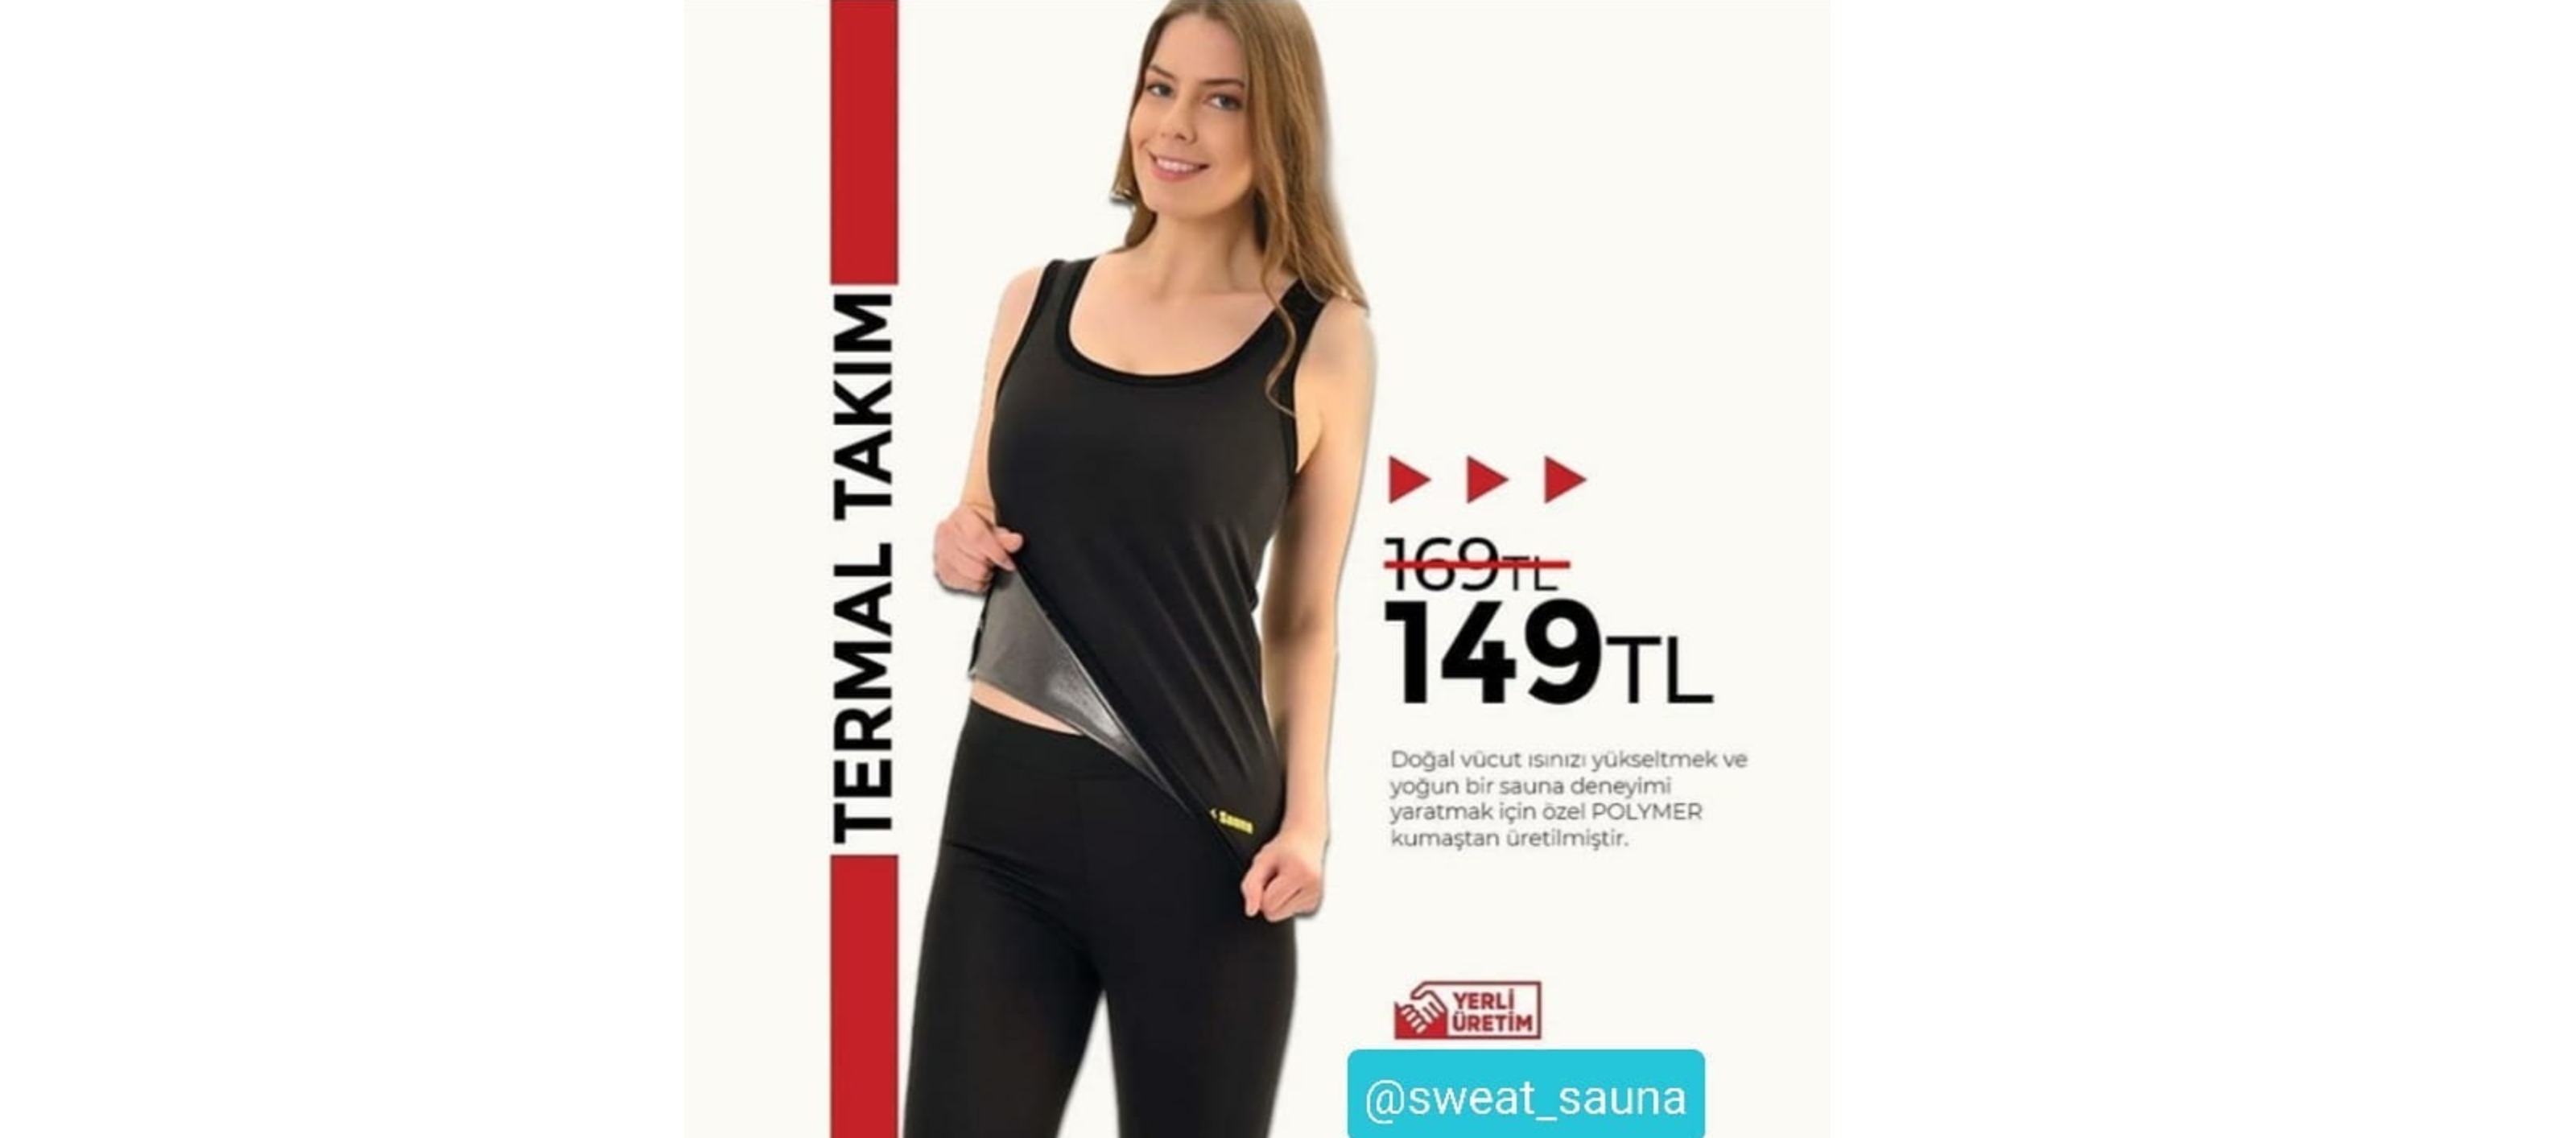 TERMAL TAKIM
169TL
149TL
Doğal vücut ısınızı yükseltmek ve
yoğun bir sauna deneyimi
yaratmak için özel POLYMER
kumaştan üretilmiştir.
Sauna
YERLİ
ÜRETİM
@sweat_sauna